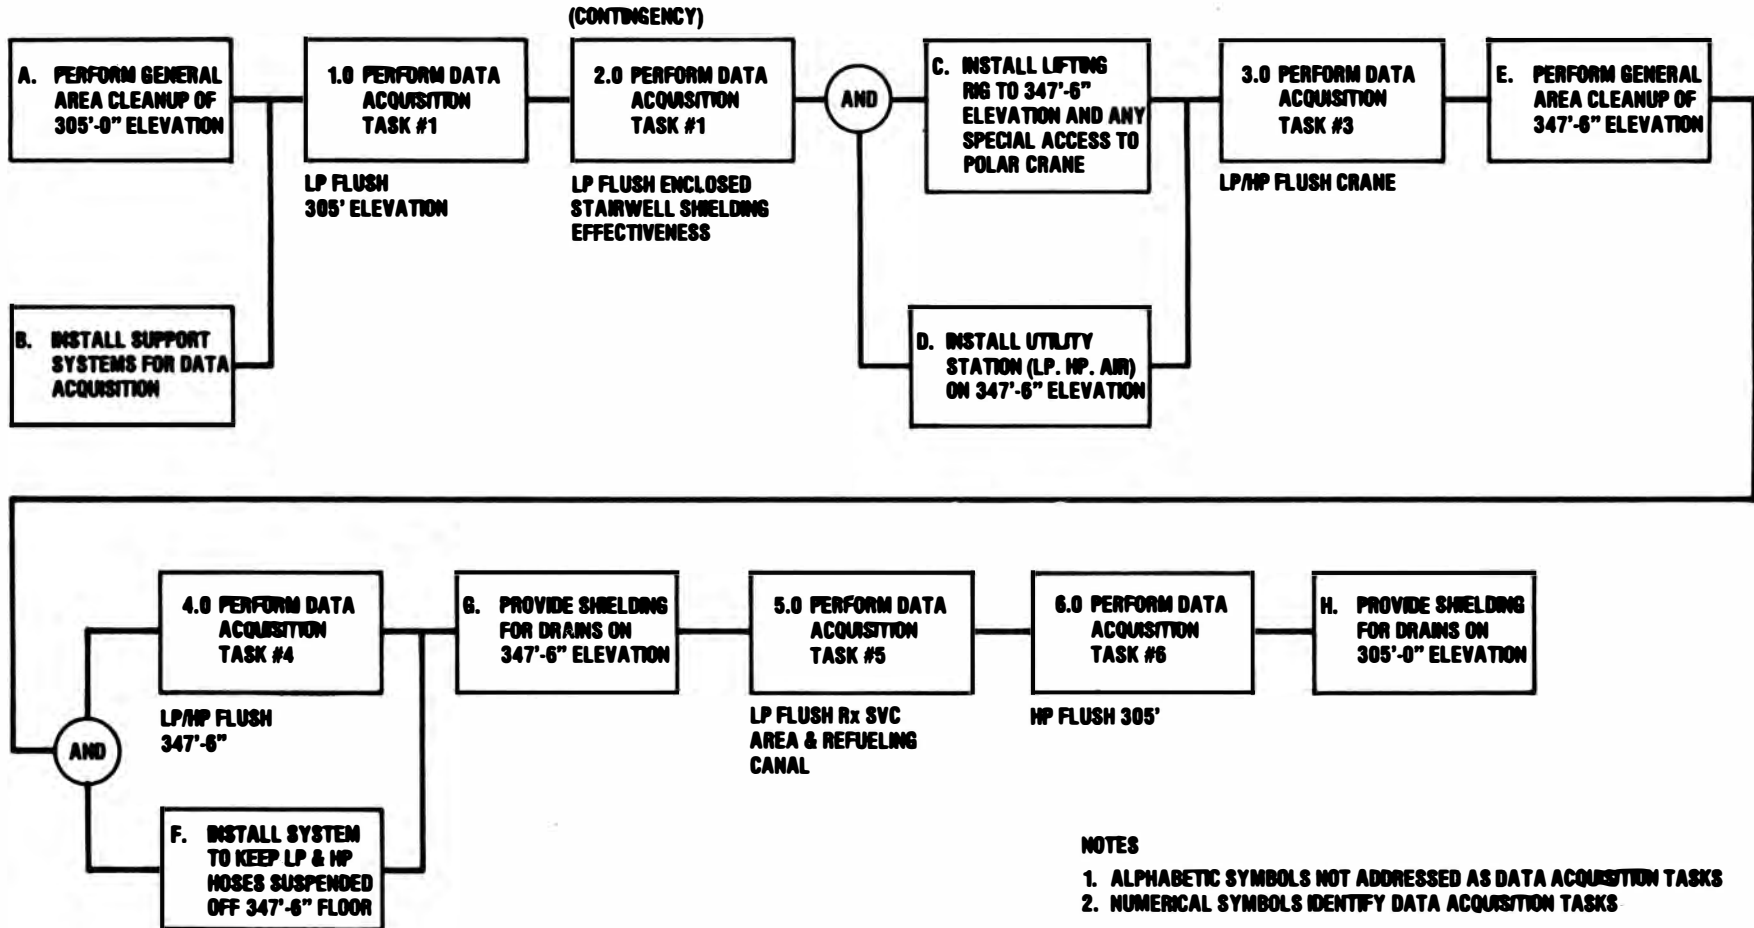 (CONTINGENCY)
A. PERFORM GENERAL
AREA CLEANUP OF
305'-0" ELEVATION
1.0 PERFORM DATA
ACQUISITION
TASK #1
LP FLUSH
305' ELEVATION
2.0 PERFORM DATA
ACQUISITION
TASK #1
LP FLUSH ENCLOSED
STAIRWELL SHIELDING
EFFECTIVENESS
AND
C. INSTALL LIFTING
RIG TO 347'-6"
ELEVATION AND ANY
SPECIAL ACCESS TO
POLAR CRANE
3.0 PERFORM DATA
ACQUISITION
TASK #3
LP/HP FLUSH CRANE
E. PERFORM GENERAL
AREA CLEANUP OF
347'-6" ELEVATION
B. INSTALL SUPPORT
SYSTEMS FOR DATA
ACQUISITION
D. INSTALL UTILITY
STATION (LP. HP. AIR)
ON 347'-6" ELEVATION
4.0 PERFORM DATA
ACQUISITION
TASK #4
LP/HP FLUSH
347'-6"
G. PROVIDE SHIELDING
FOR DRAINS ON
347'-6" ELEVATION
5.0 PERFORM DATA
ACQUISITION
TASK #5
LP FLUSH Rx SVC
AREA & REFUELING
CANAL
6.0 PERFORM DATA
ACQUISITION
TASK #6
HP FLUSH 305'
H. PROVIDE SHIELDING
FOR DRAINS ON
305'-0" ELEVATION
AND
F. INSTALL SYSTEM
TO KEEP LP & HP
HOSES SUSPENDED
OFF 347'-6" FLOOR
NOTES
1. ALPHABETIC SYMBOLS NOT ADDRESSED AS DATA ACQUISITION TASKS
2. NUMERICAL SYMBOLS IDENTIFY DATA ACQUISITION TASKS